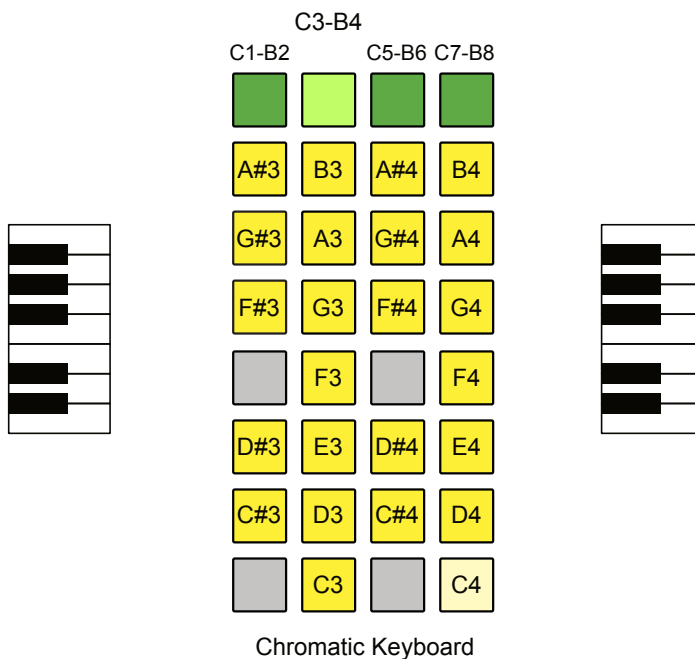 C3-B4
C1-B2 C5-B6 C7-B8
A#3 B3 A#4 B4
G#3 A3 G#4 A4
F#3 G3 F#4 G4
F3 F4
D#3 E3 D#4 E4
C#3 D3 C#4 D4
C3 C4
Chromatic Keyboard